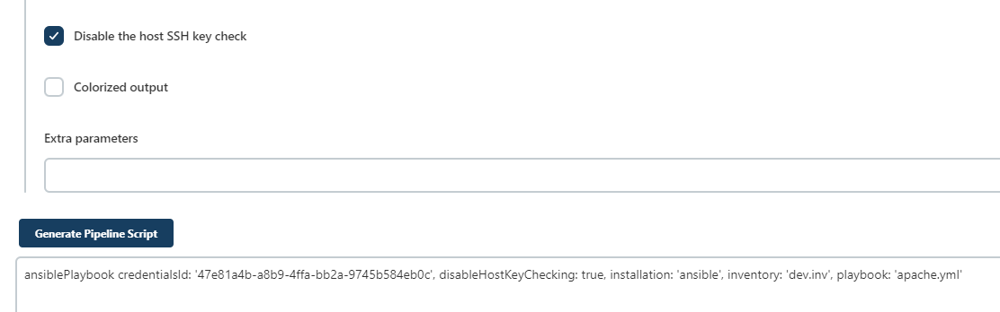 Disable the host SSH key check
Colorized output
Extra parameters
Generate Pipeline Script
ansiblePlaybook credentialsId: '47e81a4b-a8b9-4ffa-bb2a-9745b584eb0c', disableHostKeyChecking: true, installation: 'ansible', inventory: 'dev.inv', playbook: 'apache.yml'